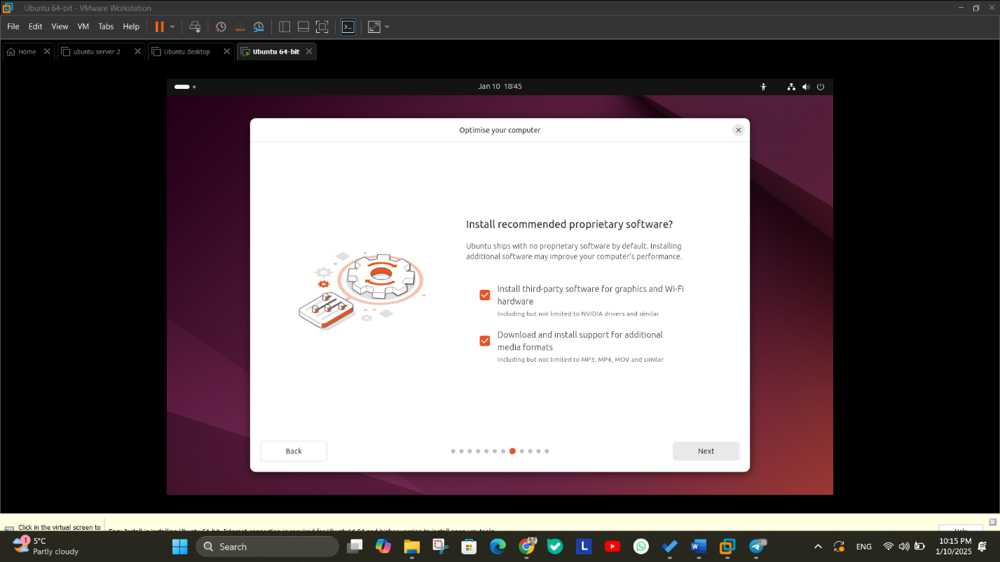 Ubuntu 64-bit - VMware Workstation
File Edit View VM Tabs Help
Home ubuntu server 2 Ubuntu desktop Ubuntu 64-bit
Jan 10 18:45
Optimise your computer
Install recommended proprietary software?
Ubuntu ships with no proprietary software by default. Installing
additional software may improve your computer's performance.
Install third-party software for graphics and Wi-Fi
hardware
Including but not limited to NVIDIA drivers and similar
Download and install support for additional
media formats
Including but not limited to MP3, MP4, MOV and similar
Back Next
Click in the virtual screen to
1 5°C
Partly cloudy
Search
L
W
26
ENG
10:15 PM
1/10/2025